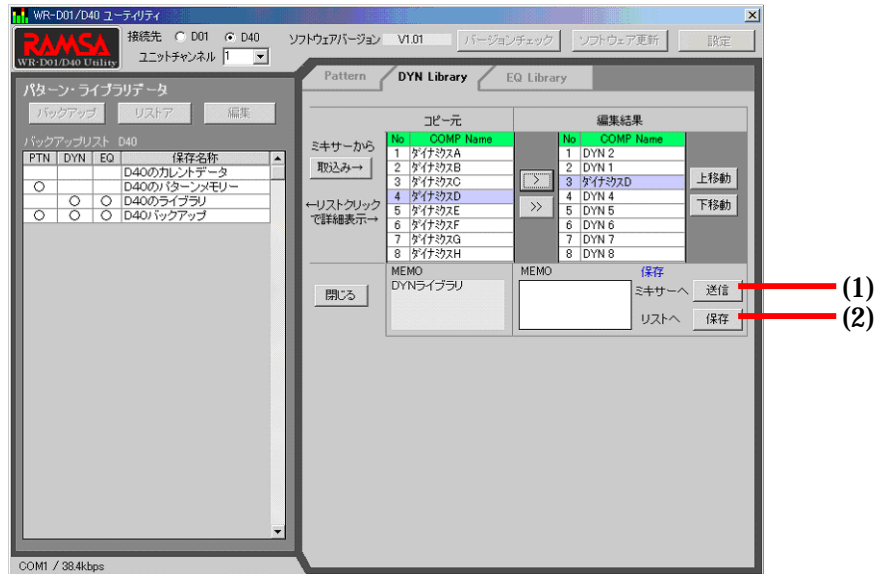 WR-D01/D40 ユーティリティ
RAMSA
WR-D01/D40 Utility
接続先 D01 D40
ユニットチャンネル 1
ソフトウェアバージョン V1.01
バージョンチェック
ソフトウェア更新
設定
パターン・ライブラリデータ
バックアップ リストア 編集
バックアップリスト D40
PTN DYN EQ 保存名称
D40のカレントデータ
○ D40のパターンメモリー
○ ○ D40のライブラリ
○ ○ ○ D40バックアップ
Pattern DYN Library EQ Library
コピー元 編集結果
ミキサーから
取込み→
←リストクリック
で詳細表示→
No COMP Name
1 ダイナミクスA
2 ダイナミクスB
3 ダイナミクスC
4 ダイナミクスD
5 ダイナミクスE
6 ダイナミクスF
7 ダイナミクスG
8 ダイナミクスH
>
>>
No COMP Name
1 DYN 2
2 DYN 1
3 ダイナミクスD
4 DYN 4
5 DYN 5
6 DYN 6
7 DYN 7
8 DYN 8
上移動
下移動
閉じる
MEMO
DYNライブラリ
MEMO
保存
ミキサーへ 送信 (1)
リストへ 保存 (2)
COM1 / 38.4kbps